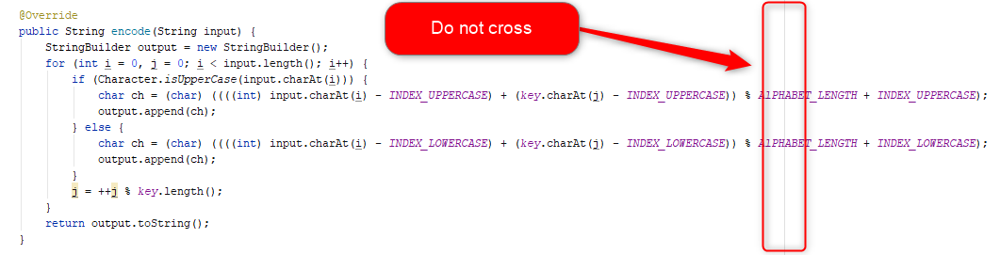 @Override
public String encode(String input) {
Do not cross
    StringBuilder output = new StringBuilder();
    for (int i = 0, j = 0; i < input.length(); i++) {
        if (Character.isUpperCase(input.charAt(i))) {
            char ch = (char) ((((int) input.charAt(i) - INDEX_UPPERCASE) + (key.charAt(j) - INDEX_UPPERCASE)) % AlPHABET_LENGTH + INDEX_UPPERCASE);
            output.append(ch);
        } else {
            char ch = (char) ((((int) input.charAt(i) - INDEX_LOWERCASE) + (key.charAt(j) - INDEX_LOWERCASE)) % AlPHABET_LENGTH + INDEX_LOWERCASE);
            output.append(ch);
        }
        j = ++j % key.length();
    }
    return output.toString();
}